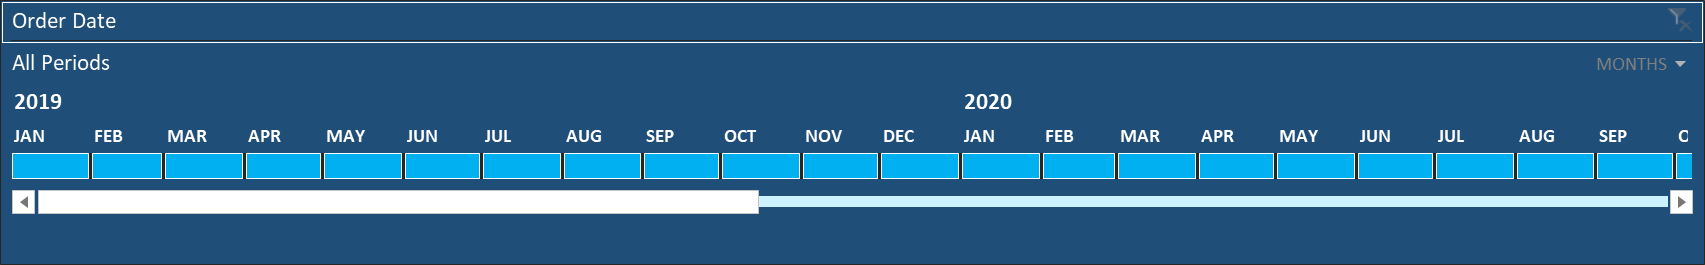 Order Date
All Periods
MONTHS
2019 2020
JAN FEB MAR APR MAY JUN JUL AUG SEP OCT NOV DEC JAN FEB MAR APR MAY JUN JUL AUG SEP